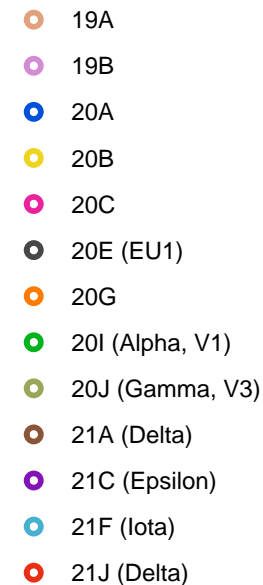 19A
19B
20A
20B
20C
20E (EU1)
20G
20I (Alpha, V1)
20J (Gamma, V3)
21A (Delta)
21C (Epsilon)
21F (Iota)
21J (Delta)